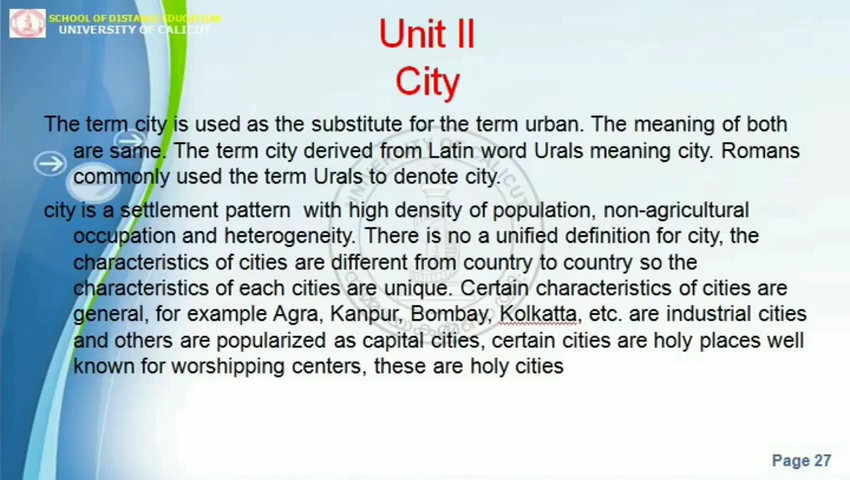 SCHOOL OF DISTANCE EDUCATION
UNIVERSITY OF CALICUT
Unit II
City
The term city is used as the substitute for the term urban. The meaning of both
are same. The term city derived from Latin word Urals meaning city. Romans
commonly used the term Urals to denote city.
city is a settlement pattern with high density of population, non-agricultural
occupation and heterogeneity. There is no a unified definition for city, the
characteristics of cities are different from country to country so the
characteristics of each cities are unique. Certain characteristics of cities are
general, for example Agra, Kanpur, Bombay, Kolkatta, etc. are industrial cities
and others are popularized as capital cities, certain cities are holy places well
known for worshipping centers, these are holy cities
UNIVERSITY OF CALICUT
Page 27